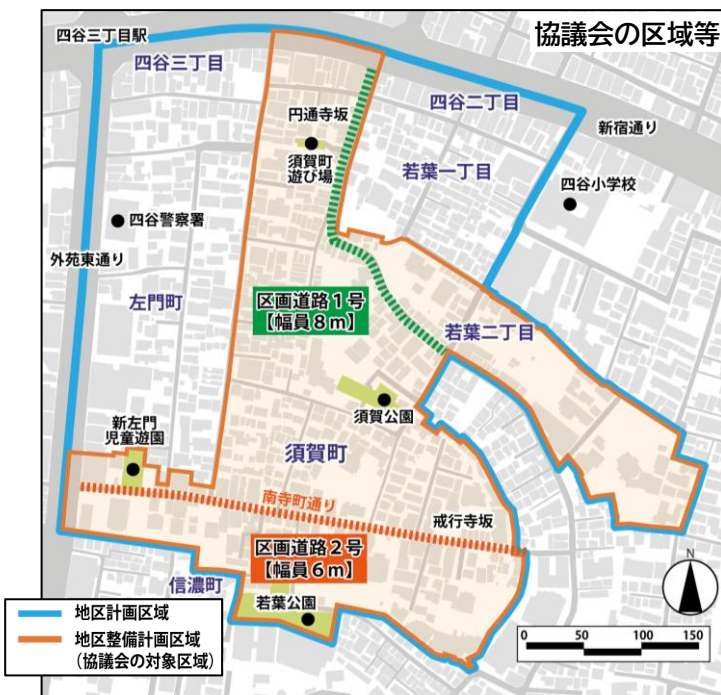 協議会の区域等
四谷三丁目駅
四谷三丁目
四谷二丁目
新宿通り
円通寺坂
須賀町
遊び場
若葉一丁目
四谷小学校
四谷警察署
外苑東通り
左門町
区画道路1号
【幅員8m】
若葉二丁目
須賀公園
新左門
児童遊園
須賀町
南寺町通り
戒行寺坂
区画道路2号
【幅員6m】
信濃町
若葉公園
N
0 50 100 150
地区計画区域
地区整備計画区域
(協議会の対象区域)